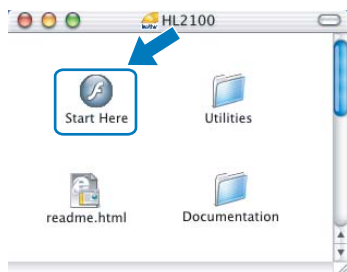 HL2100
Start Here
Utilities
readme.html
Documentation